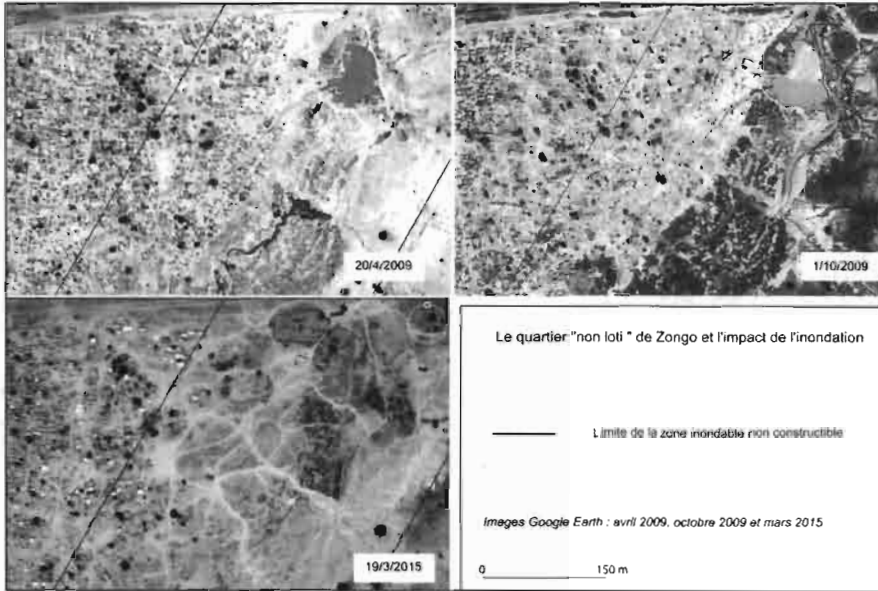 20/4/2009
1/10/2009
19/3/2015
Le quartier "non loti " de Zongo et l'impact de l'inondation
Limite de la zone inondable non constructible
Images Google Earth : avril 2009, octobre 2009 et mars 2015
0 150 m